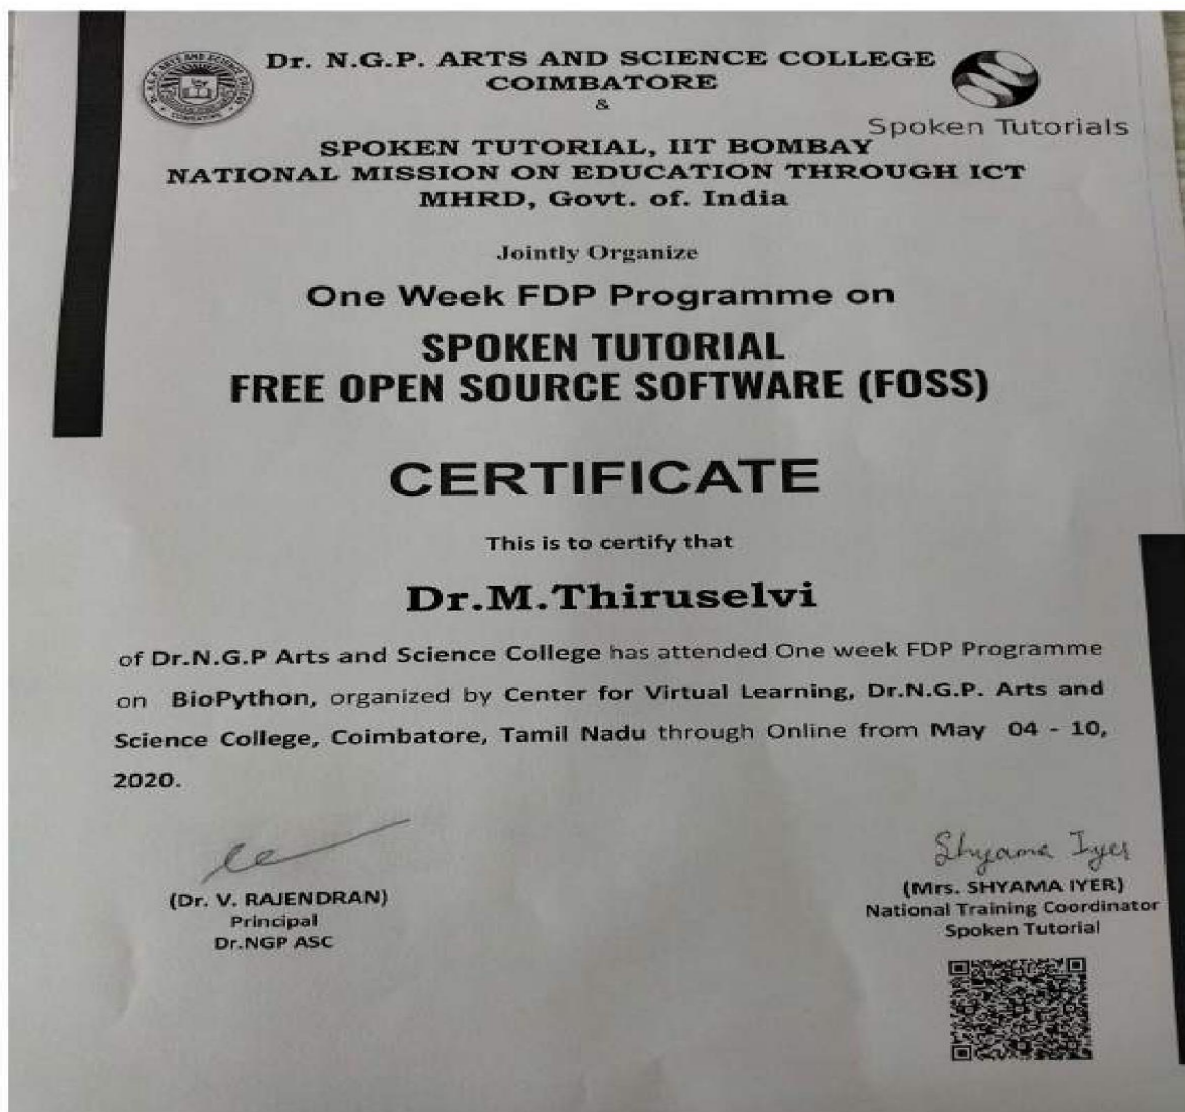 Dr. N.G.P. ARTS AND SCIENCE COLLEGE
COIMBATORE
&
Spoken Tutorials
SPOKEN TUTORIAL, IIT BOMBAY
NATIONAL MISSION ON EDUCATION THROUGH ICT
MHRD, Govt. of. India
Jointly Organize
One Week FDP Programme on
SPOKEN TUTORIAL
FREE OPEN SOURCE SOFTWARE (FOSS)
CERTIFICATE
This is to certify that
Dr.M.Thiruselvi
of Dr.N.G.P Arts and Science College has attended One week FDP Programme
on BioPython, organized by Center for Virtual Learning, Dr.N.G.P. Arts and
Science College, Coimbatore, Tamil Nadu through Online from May 04 - 10,
2020.
Shyama Iyer
(Dr. V. RAJENDRAN)
Principal
Dr.NGP ASC
(Mrs. SHYAMA IYER)
National Training Coordinator
Spoken Tutorial